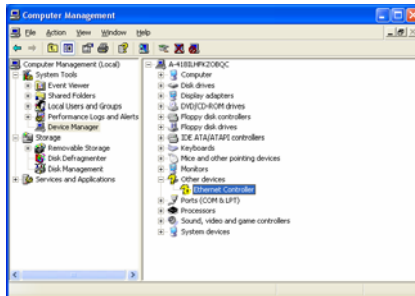 Computer Management
File Action View Window Help
Computer Management (Local)
System Tools
Event Viewer
Shared Folders
Local Users and Groups
Performance Logs and Alerts
Device Manager
Storage
Removable Storage
Disk Defragmenter
Disk Management
Services and Applications
Computer
Disk drives
Display adapters
DVD/CD-ROM drives
Floppy disk controllers
Floppy disk drives
IDE ATA/ATAPI controllers
Keyboards
Mice and other pointing devices
Monitors
Other devices
Ethernet Controller
Ports (COM & LPT)
Processors
Sound, video and game controllers
System devices